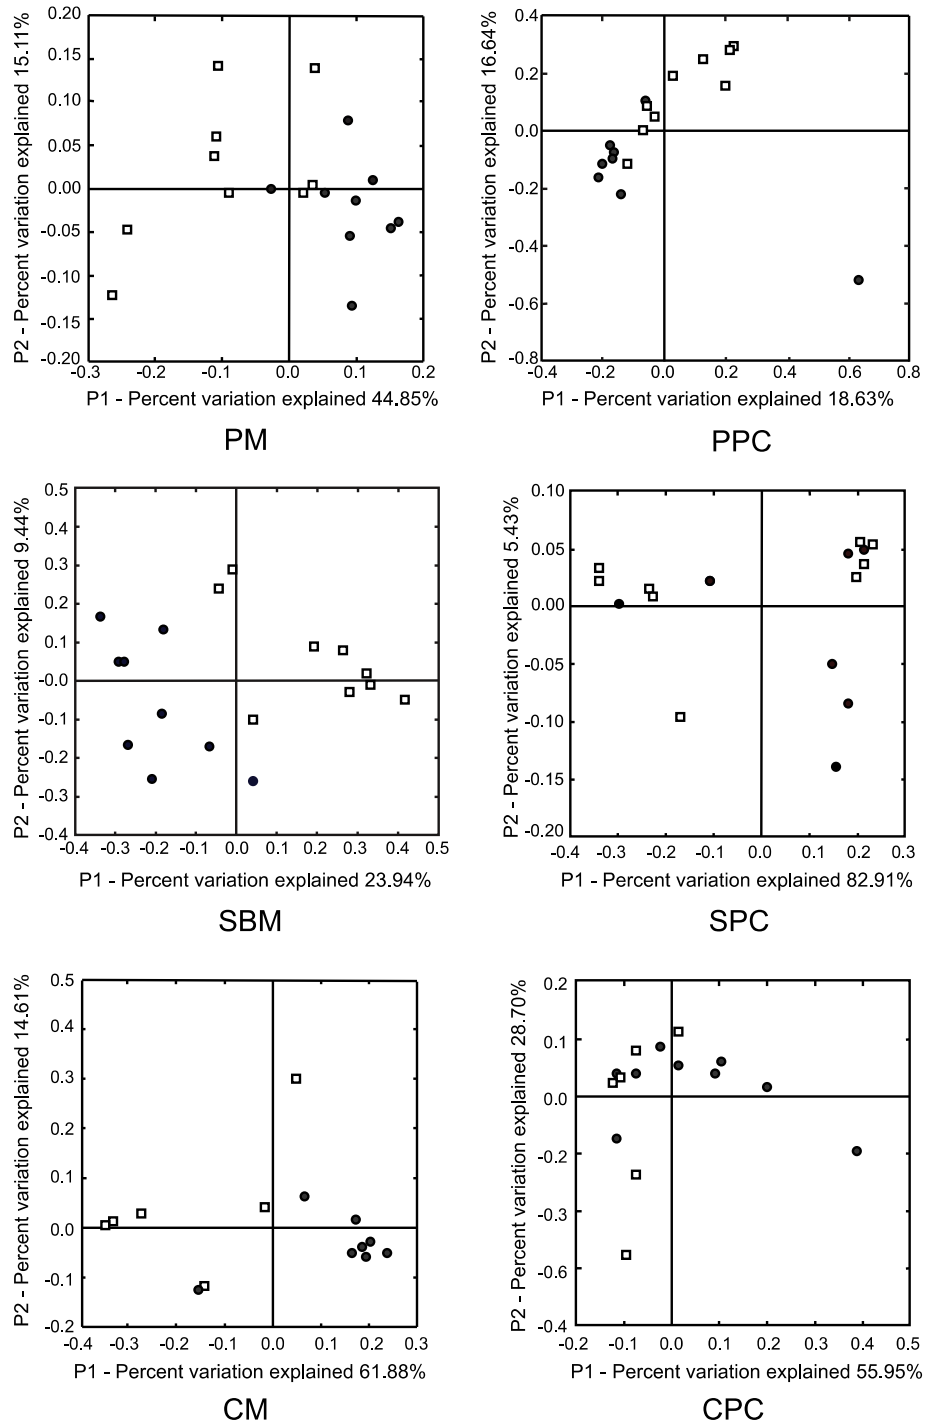 P2 - Percent variation explained 15.11%
0.20
0.15
0.10
0.05
0.00
-0.05
-0.10
-0.15
-0.20
-0.3 -0.2 -0.1 0.0 0.1 0.2
P1 - Percent variation explained 44.85%
PM
P2 - Percent variation explained 16.64%
0.4
0.2
0.0
-0.2
-0.4
-0.6
-0.8
-0.4 -0.2 0.0 0.2 0.4 0.6 0.8
P1 - Percent variation explained 18.63%
PPC
P2 - Percent variation explained 9.44%
0.5
0.4
0.3
0.2
0.1
-0.0
-0.1
-0.2
-0.3
-0.4
-0.4 -0.3 -0.2 -0.1 0.0 0.1 0.2 0.3 0.4 0.5
P1 - Percent variation explained 23.94%
SBM
P2 - Percent variation explained 5.43%
0.10
0.05
0.00
-0.05
-0.10
-0.15
-0.20
-0.4 -0.3 -0.2 -0.1 0.0 0.1 0.2 0.3
P1 - Percent variation explained 82.91%
SPC
P2 - Percent variation explained 14.61%
0.5
0.4
0.3
0.2
0.1
0.0
-0.1
-0.2
-0.4 -0.3 -0.2 -0.1 0.0 0.1 0.2 0.3
P1 - Percent variation explained 61.88%
CM
P2 - Percent variation explained 28.70%
0.2
0.1
0.0
-0.2
-0.3
-0.6
-0.4
-0.2 -0.1 0.0 0.1 0.2 0.3 0.4 0.5
P1 - Percent variation explained 55.95%
CPC